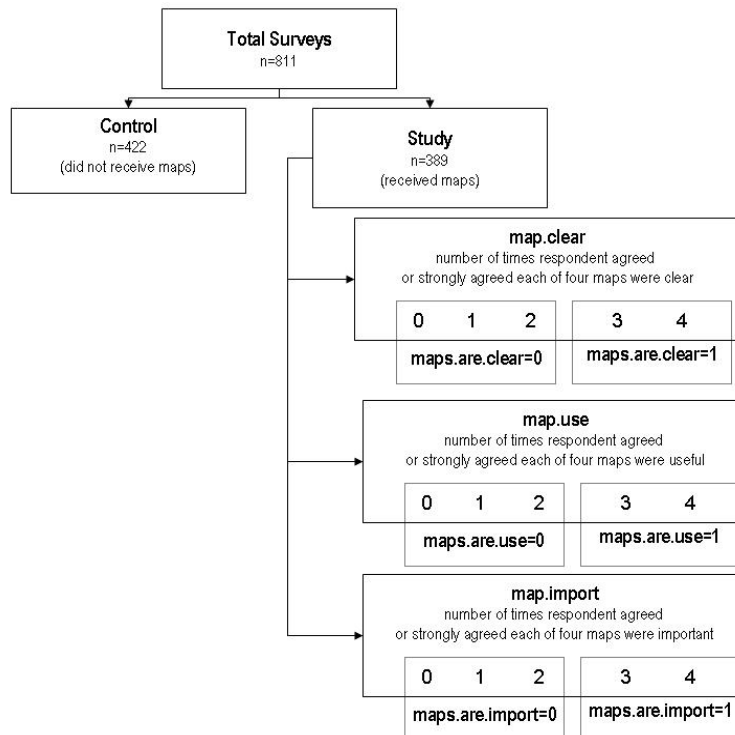 Total Surveys
n=811
Control
n=422
(did not receive maps)
Study
n=389
(received maps)
map.clear
number of times respondent agreed
or strongly agreed each of four maps were clear
0 1 2 3 4
maps.are.clear=0 maps.are.clear=1
map.use
number of times respondent agreed
or strongly agreed each of four maps were useful
0 1 2 3 4
maps.are.use=0 maps.are.use=1
map.import
number of times respondent agreed
or strongly agreed each of four maps were important
0 1 2 3 4
maps.are.import=0 maps.are.import=1